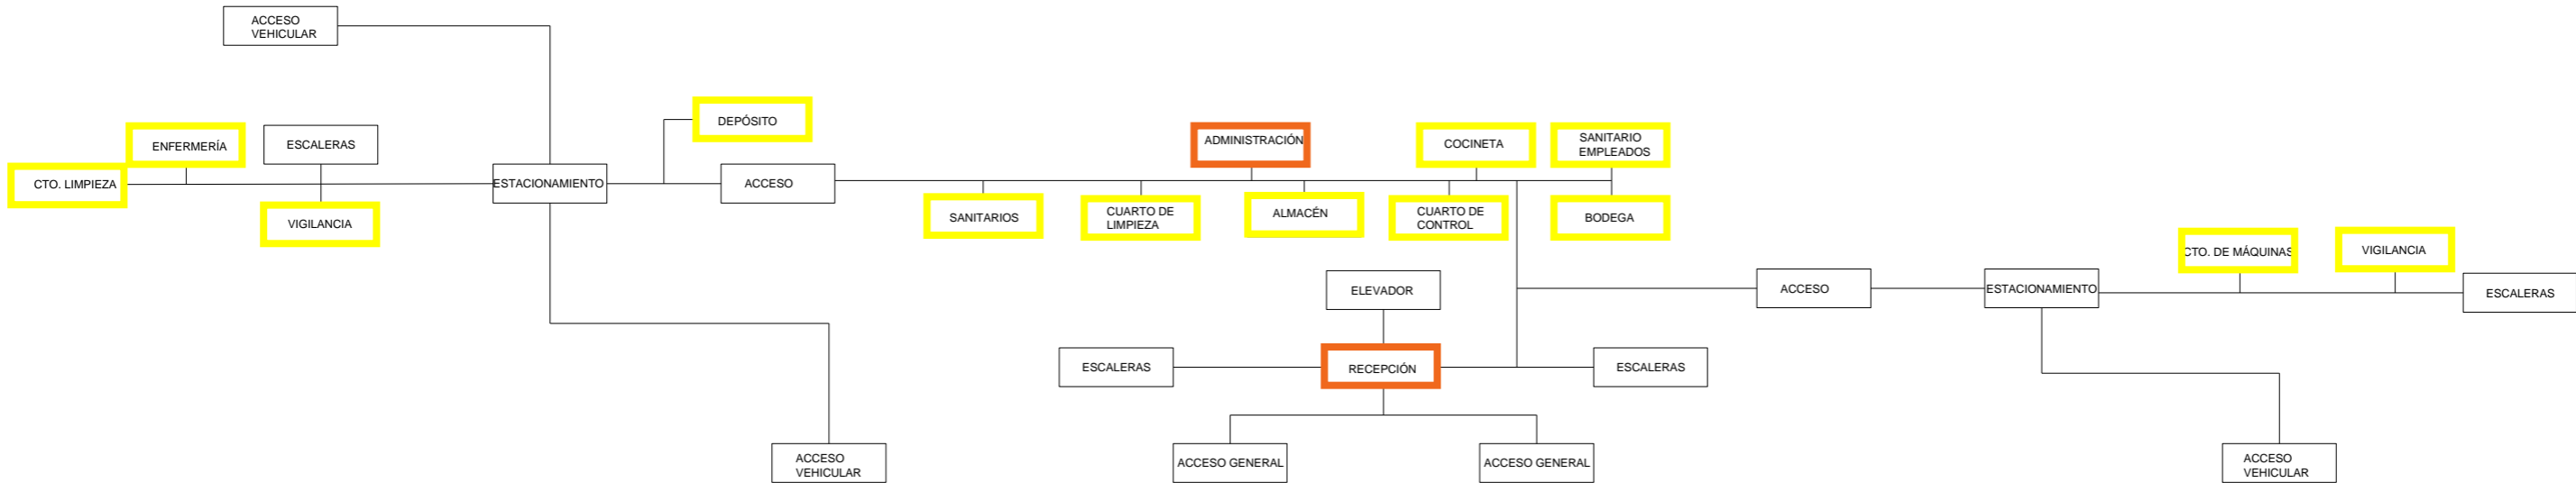 ACCESO
VEHICULAR
DEPÓSITO
ENFERMERÍA
ESCALERAS
ADMINISTRACIÓN
COCINETA
SANITARIO
EMPLEADOS
CTO. LIMPIEZA
ESTACIONAMIENTO
ACCESO
VIGILANCIA
SANITARIOS
CUARTO DE
LIMPIEZA
ALMACÉN
CUARTO DE
CONTROL
BODEGA
CTO. DE MÁQUINAS
VIGILANCIA
ELEVADOR
ACCESO
ESTACIONAMIENTO
ESCALERAS
ESCALERAS
RECEPCIÓN
ESCALERAS
ACCESO
VEHICULAR
ACCESO GENERAL
ACCESO GENERAL
ACCESO
VEHICULAR